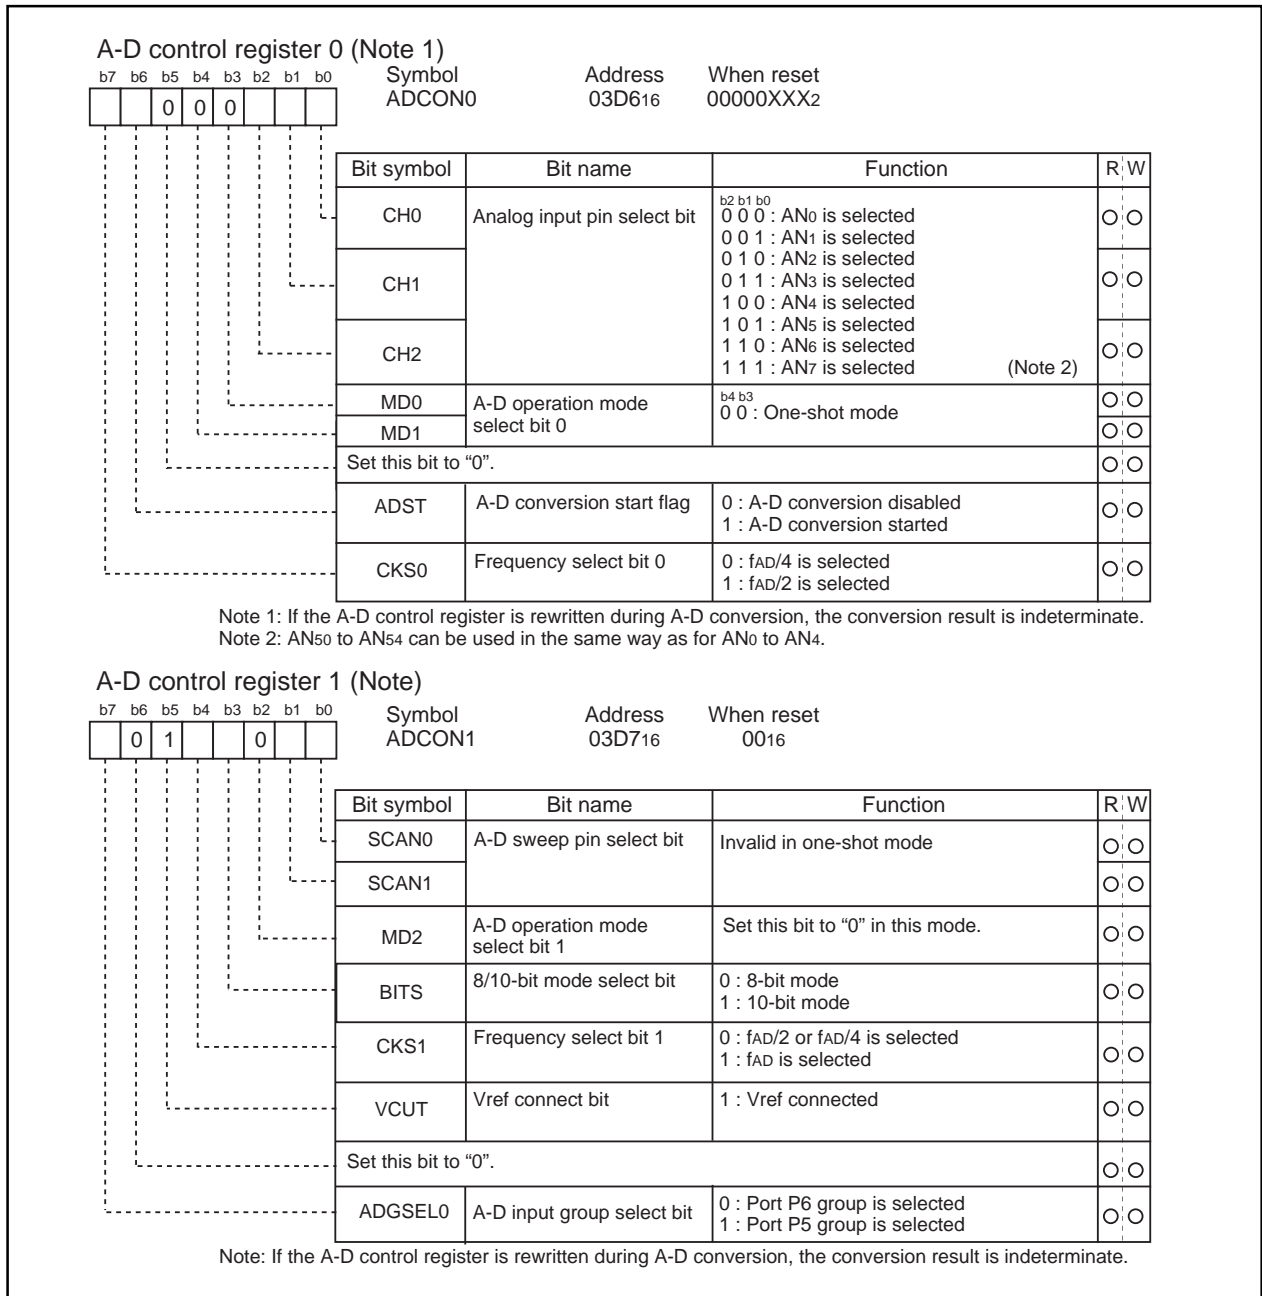 A-D control register 0 (Note 1)
b7 b6 b5 b4 b3 b2 b1 b0
Symbol Address When reset
ADCON0 03D616 00000XXX2
0 0 0
Bit symbol Bit name Function R W
CH0 Analog input pin select bit
b2 b1 b0
0 0 0 : AN0 is selected
0 0 1 : AN1 is selected
0 1 0 : AN2 is selected
CH1
0 1 1 : AN3 is selected
1 0 0 : AN4 is selected
1 0 1 : AN5 is selected
CH2
1 1 0 : AN6 is selected
1 1 1 : AN7 is selected (Note 2)
MD0 A-D operation mode
select bit 0
b4 b3
0 0 : One-shot mode
MD1
Set this bit to “0”.
ADST A-D conversion start flag 0 : A-D conversion disabled
1 : A-D conversion started
CKS0 Frequency select bit 0 0 : fAD/4 is selected
1 : fAD/2 is selected
Note 1: If the A-D control register is rewritten during A-D conversion, the conversion result is indeterminate.
Note 2: AN50 to AN54 can be used in the same way as for AN0 to AN4.
A-D control register 1 (Note)
b7 b6 b5 b4 b3 b2 b1 b0
Symbol Address When reset
ADCON1 03D716 0016
0 1 0
Bit symbol Bit name Function R W
SCAN0 A-D sweep pin select bit Invalid in one-shot mode
SCAN1
MD2 A-D operation mode
select bit 1
Set this bit to “0” in this mode.
BITS 8/10-bit mode select bit 0 : 8-bit mode
1 : 10-bit mode
CKS1 Frequency select bit 1 0 : fAD/2 or fAD/4 is selected
1 : fAD is selected
VCUT Vref connect bit 1 : Vref connected
Set this bit to “0”.
ADGSEL0 A-D input group select bit 0 : Port P6 group is selected
1 : Port P5 group is selected
Note: If the A-D control register is rewritten during A-D conversion, the conversion result is indeterminate.